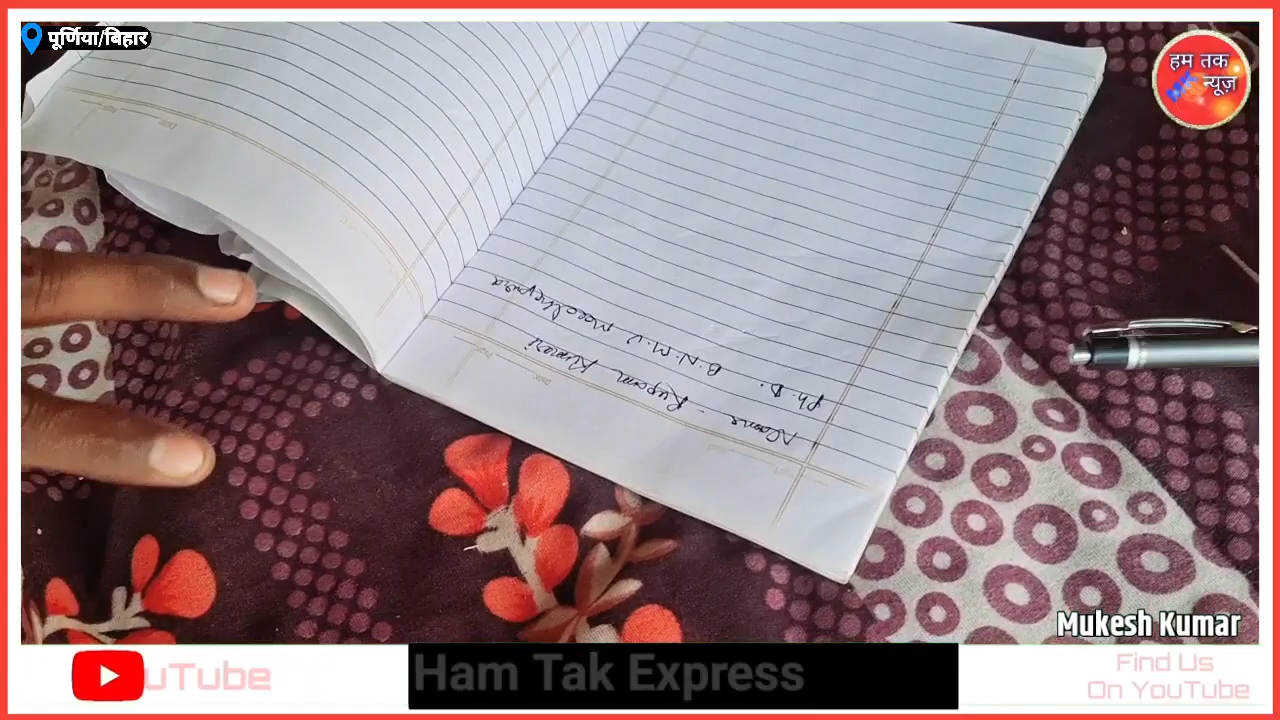 पूर्णिया/बिहार
हम तक
न्यूज़
Name - Rupam Kumari
Ph.D. B.N.M.U Madhepura
Mukesh Kumar
uTube
Ham Tak Express
Find Us
On YouTube